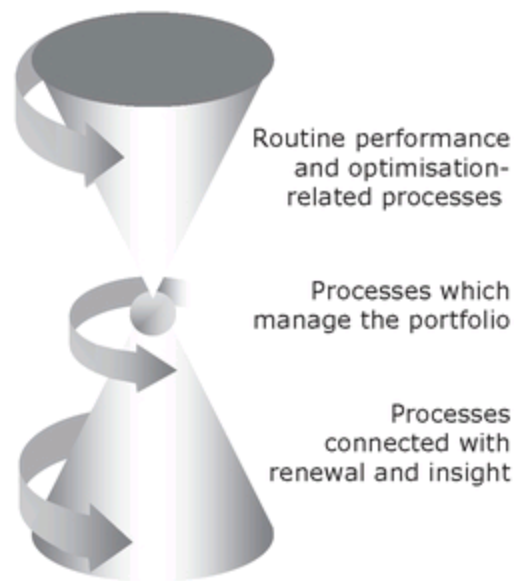 Routine performance
and optimisation-
related processes
Processes which
manage the portfolio
Processes
connected with
renewal and insight